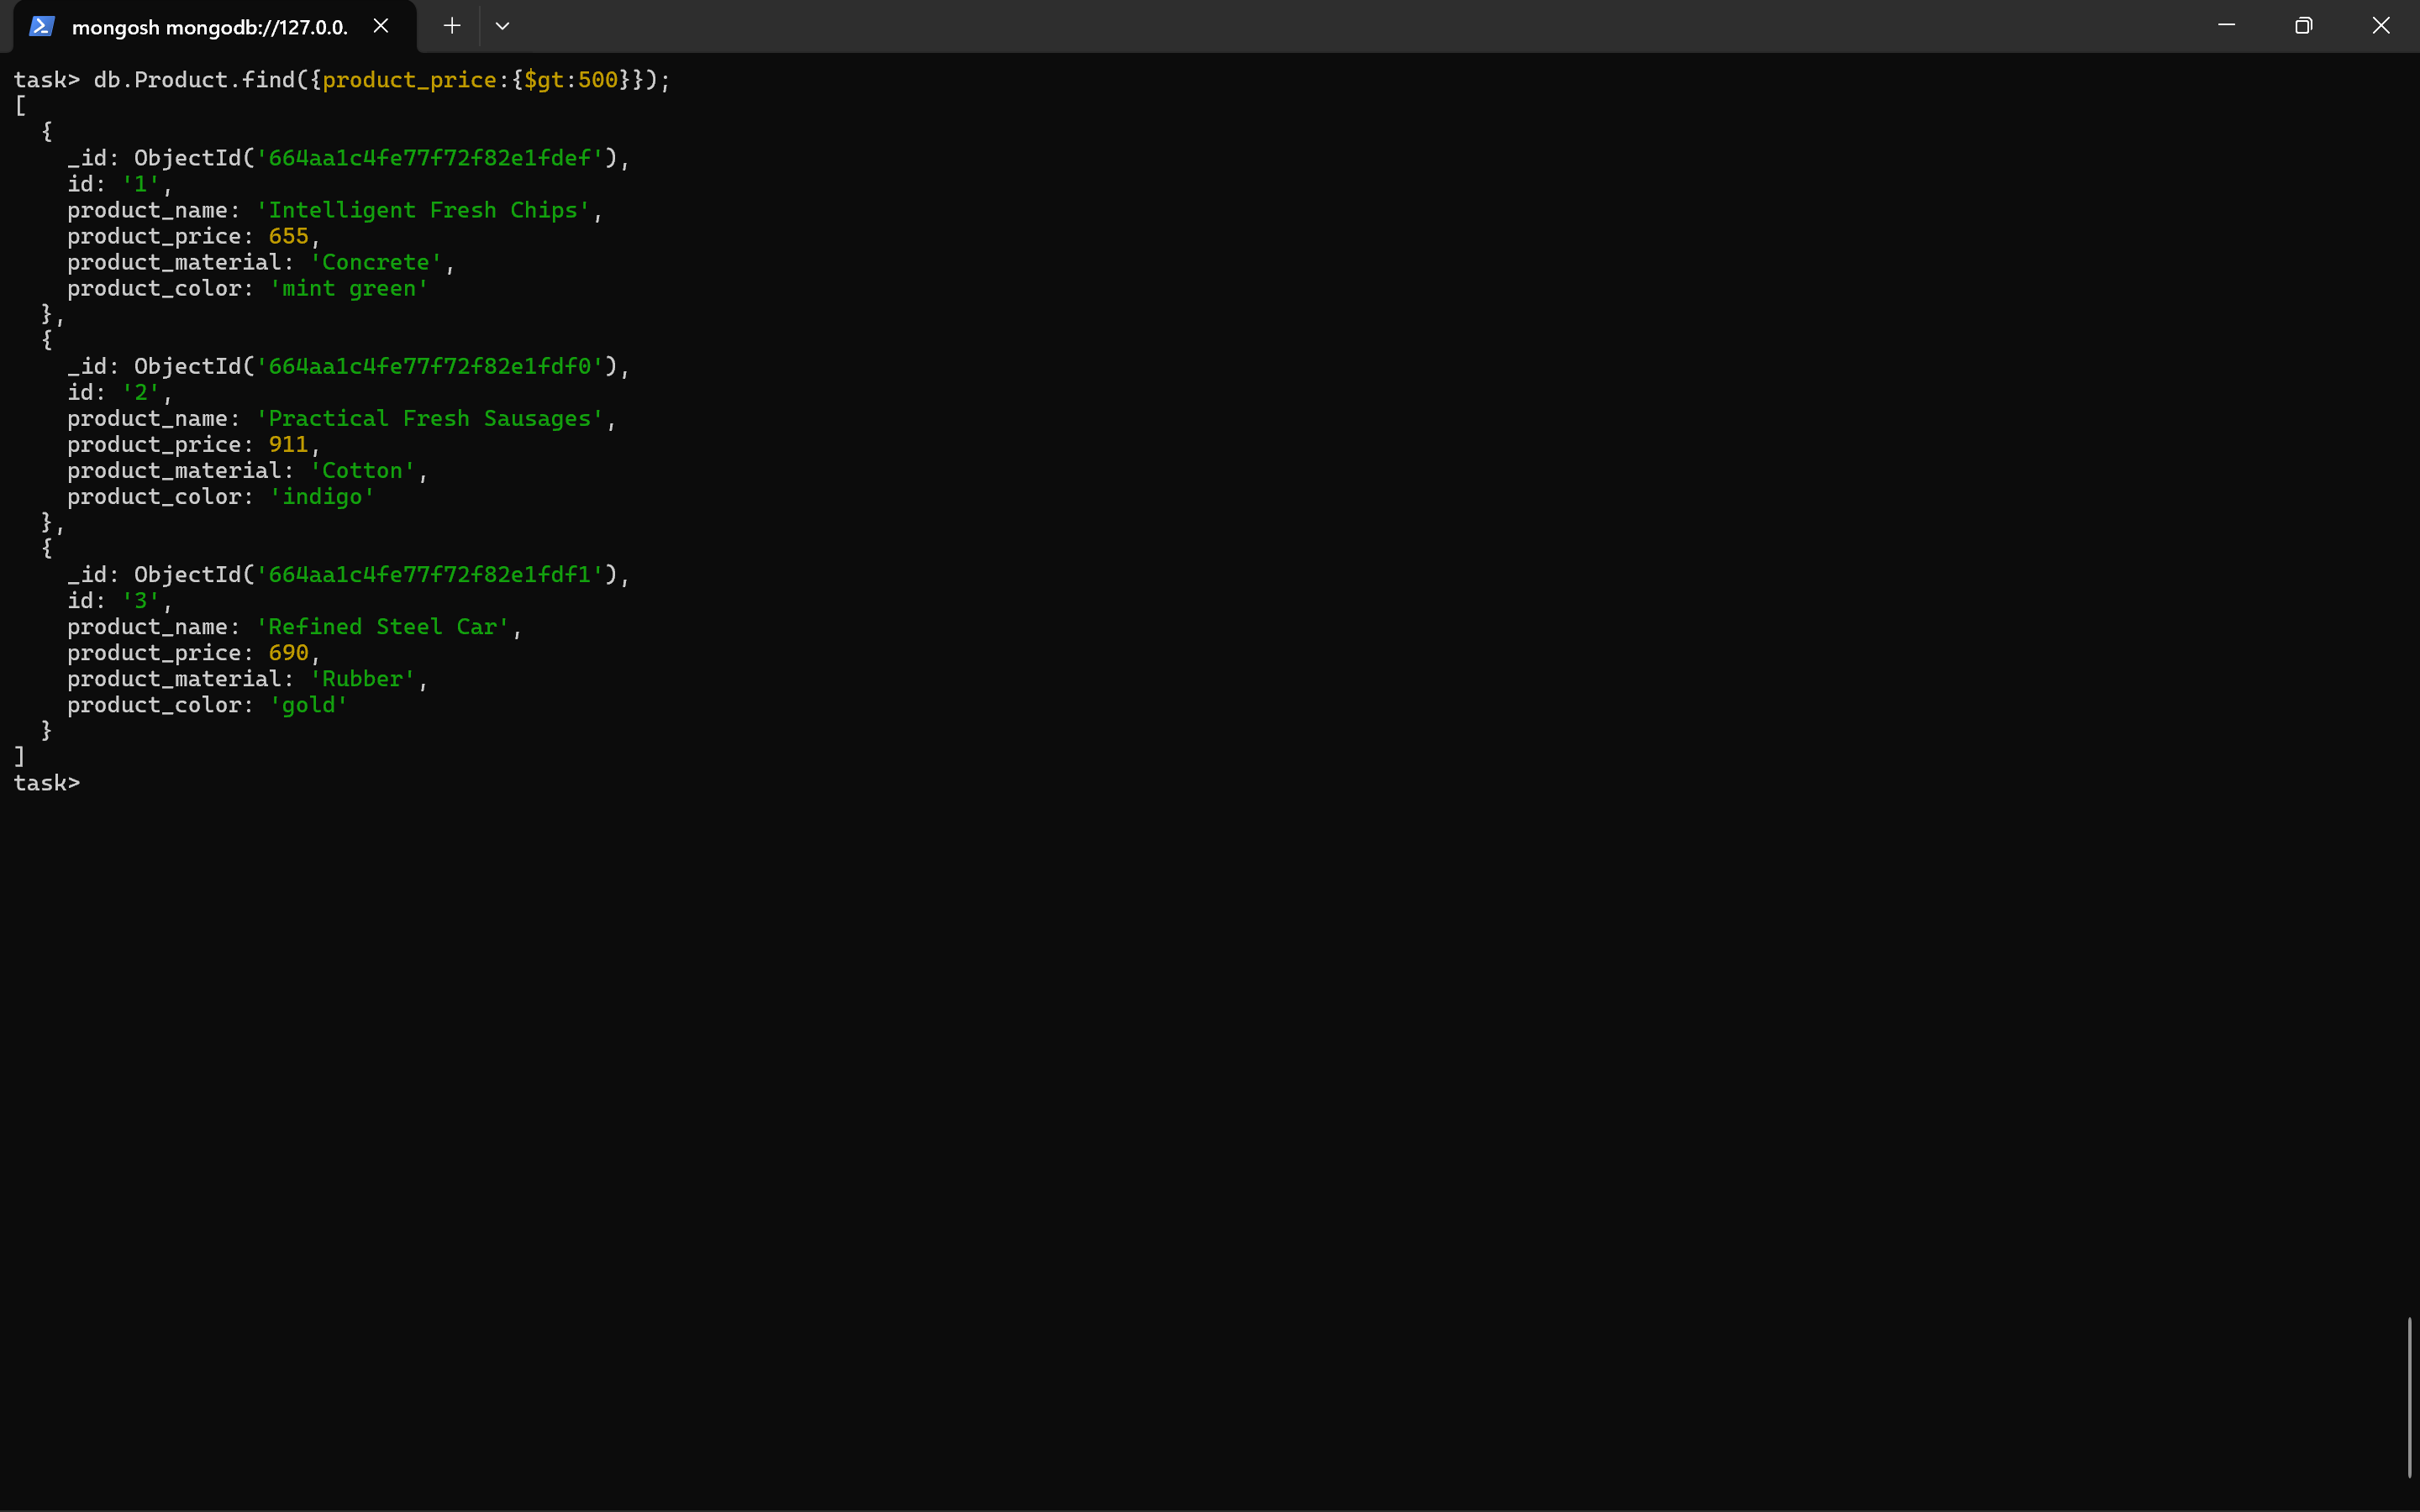 mongosh mongodb://127.0.0.
task> db.Product.find({product_price:{$gt:500}});
[
  {
    _id: ObjectId('664aa1c4fe77f72f82e1fdef'),
    id: '1',
    product_name: 'Intelligent Fresh Chips',
    product_price: 655,
    product_material: 'Concrete',
    product_color: 'mint green'
  },
  {
    _id: ObjectId('664aa1c4fe77f72f82e1fdf0'),
    id: '2',
    product_name: 'Practical Fresh Sausages',
    product_price: 911,
    product_material: 'Cotton',
    product_color: 'indigo'
  },
  {
    _id: ObjectId('664aa1c4fe77f72f82e1fdf1'),
    id: '3',
    product_name: 'Refined Steel Car',
    product_price: 690,
    product_material: 'Rubber',
    product_color: 'gold'
  }
]
task>